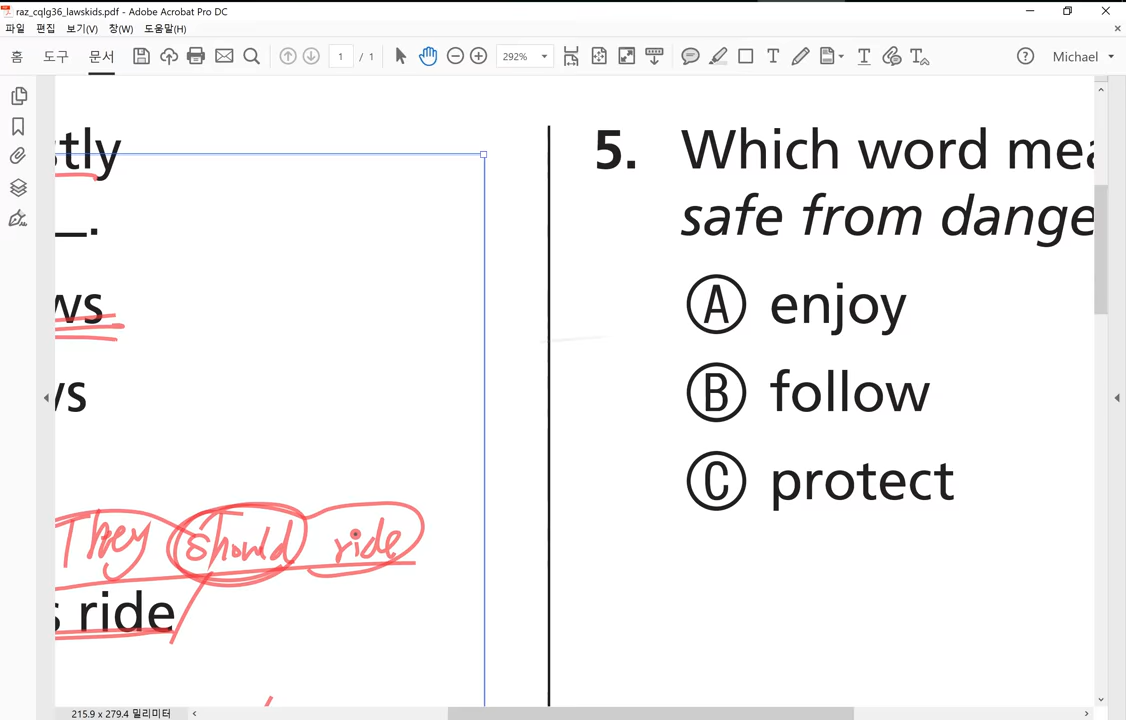 raz_cqlg36_lawskids.pdf - Adobe Acrobat Pro DC
파일 편집 보기(V) 창(W) 도움말(H)
홈 도구 문서 1 / 1 292% Michael
stly
__.
ws
ys
They should ride
s ride
5. Which word mea
safe from dange
A enjoy
B follow
C protect
215.9 x 279.4 밀리미터